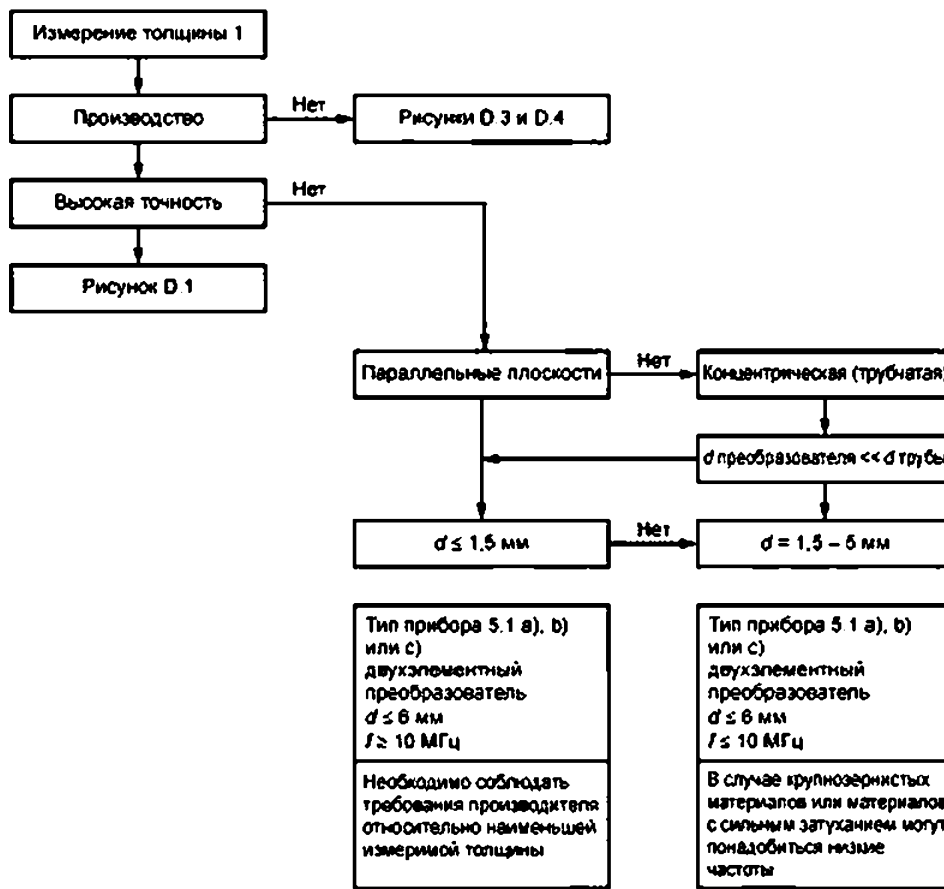 Измерение толщины 1
Производство
Нет
Рисунки D.3 и D.4
Высокая точность
Нет
Рисунок D.1
Параллельные плоскости
Нет
Концентрическая (трубчатая)
d преобразователя << d трубы
d ≤ 1,5 мм
Нет
d = 1,5 – 5 мм
Тип прибора 5.1 a), b)
или c)
двухэлементный
преобразователь
d ≤ 6 мм
f ≥ 10 МГц
Необходимо соблюдать
требования производителя
относительно наименьшей
измеримой толщины
Тип прибора 5.1 a), b)
или c)
двухэлементный
преобразователь
d ≤ 6 мм
f ≤ 10 МГц
В случае крупнозернистых
материалов или материалов
с сильным затуханием могут
понадобиться низкие
частоты